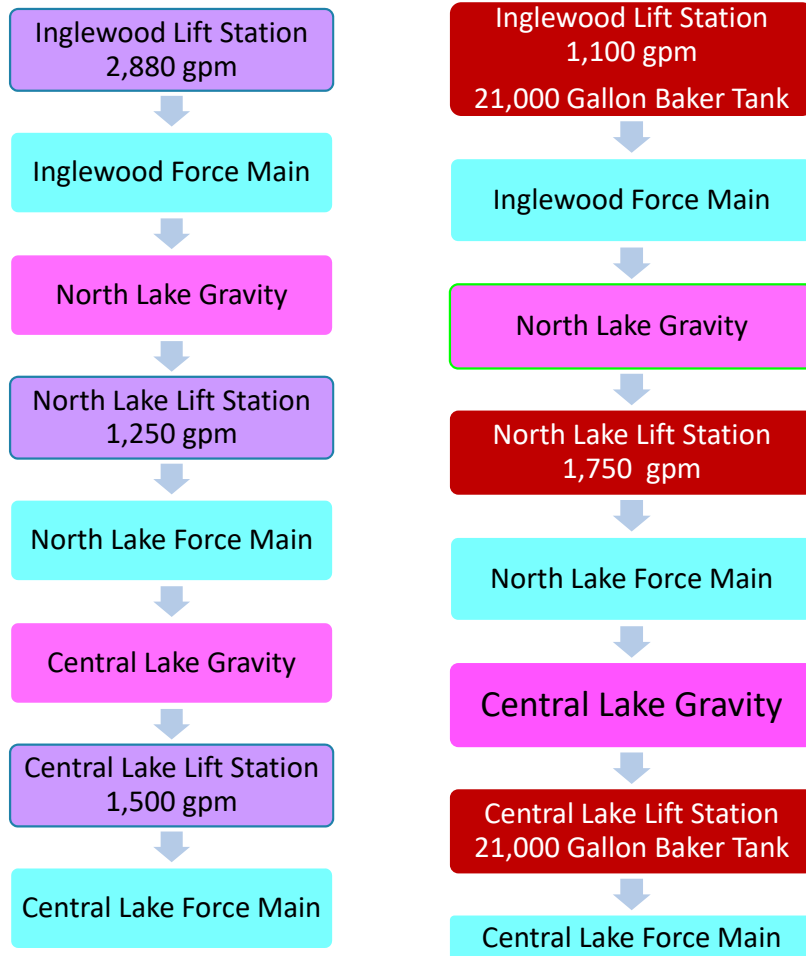 Inglewood Lift Station
2,880 gpm
Inglewood Force Main
North Lake Gravity
North Lake Lift Station
1,250 gpm
North Lake Force Main
Central Lake Gravity
Central Lake Lift Station
1,500 gpm
Central Lake Force Main
Inglewood Lift Station
1,100 gpm
21,000 Gallon Baker Tank
Inglewood Force Main
North Lake Gravity
North Lake Lift Station
1,750 gpm
North Lake Force Main
Central Lake Gravity
Central Lake Lift Station
21,000 Gallon Baker Tank
Central Lake Force Main